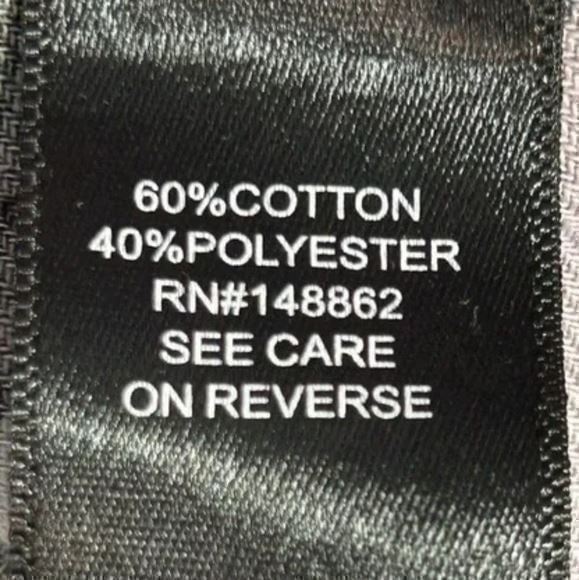 60%COTTON
40%POLYESTER
RN#148862
SEE CARE
ON REVERSE